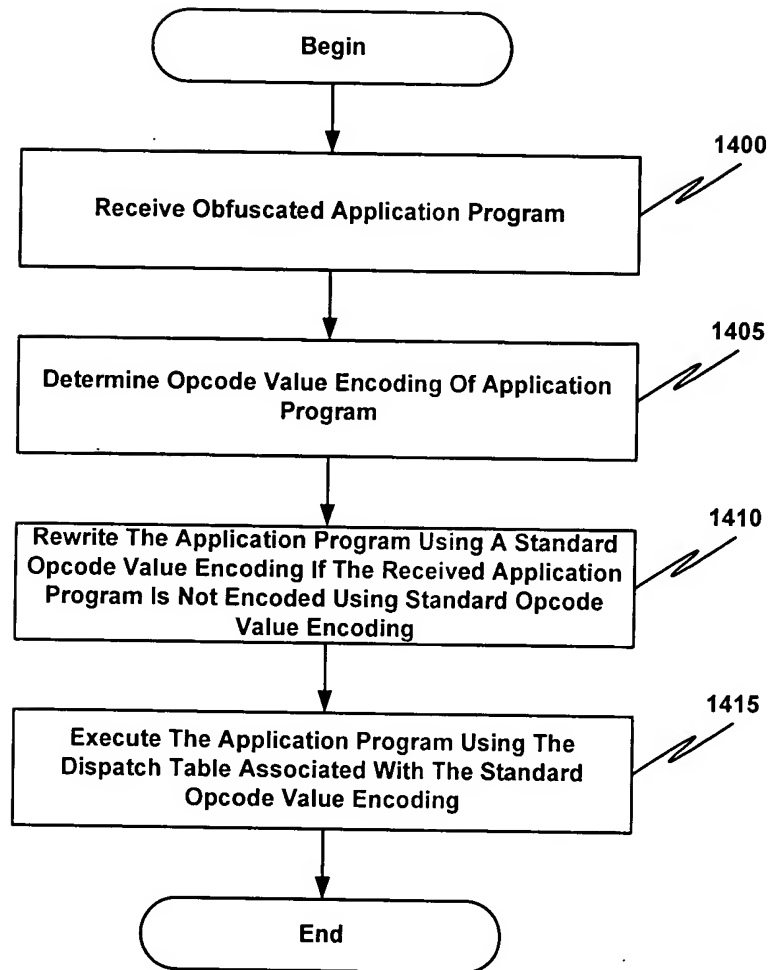 Begin
1400
Receive Obfuscated Application Program
1405
Determine Opcode Value Encoding Of Application
Program
1410
Rewrite The Application Program Using A Standard
Opcode Value Encoding If The Received Application
Program Is Not Encoded Using Standard Opcode
Value Encoding
1415
Execute The Application Program Using The
Dispatch Table Associated With The Standard
Opcode Value Encoding
End